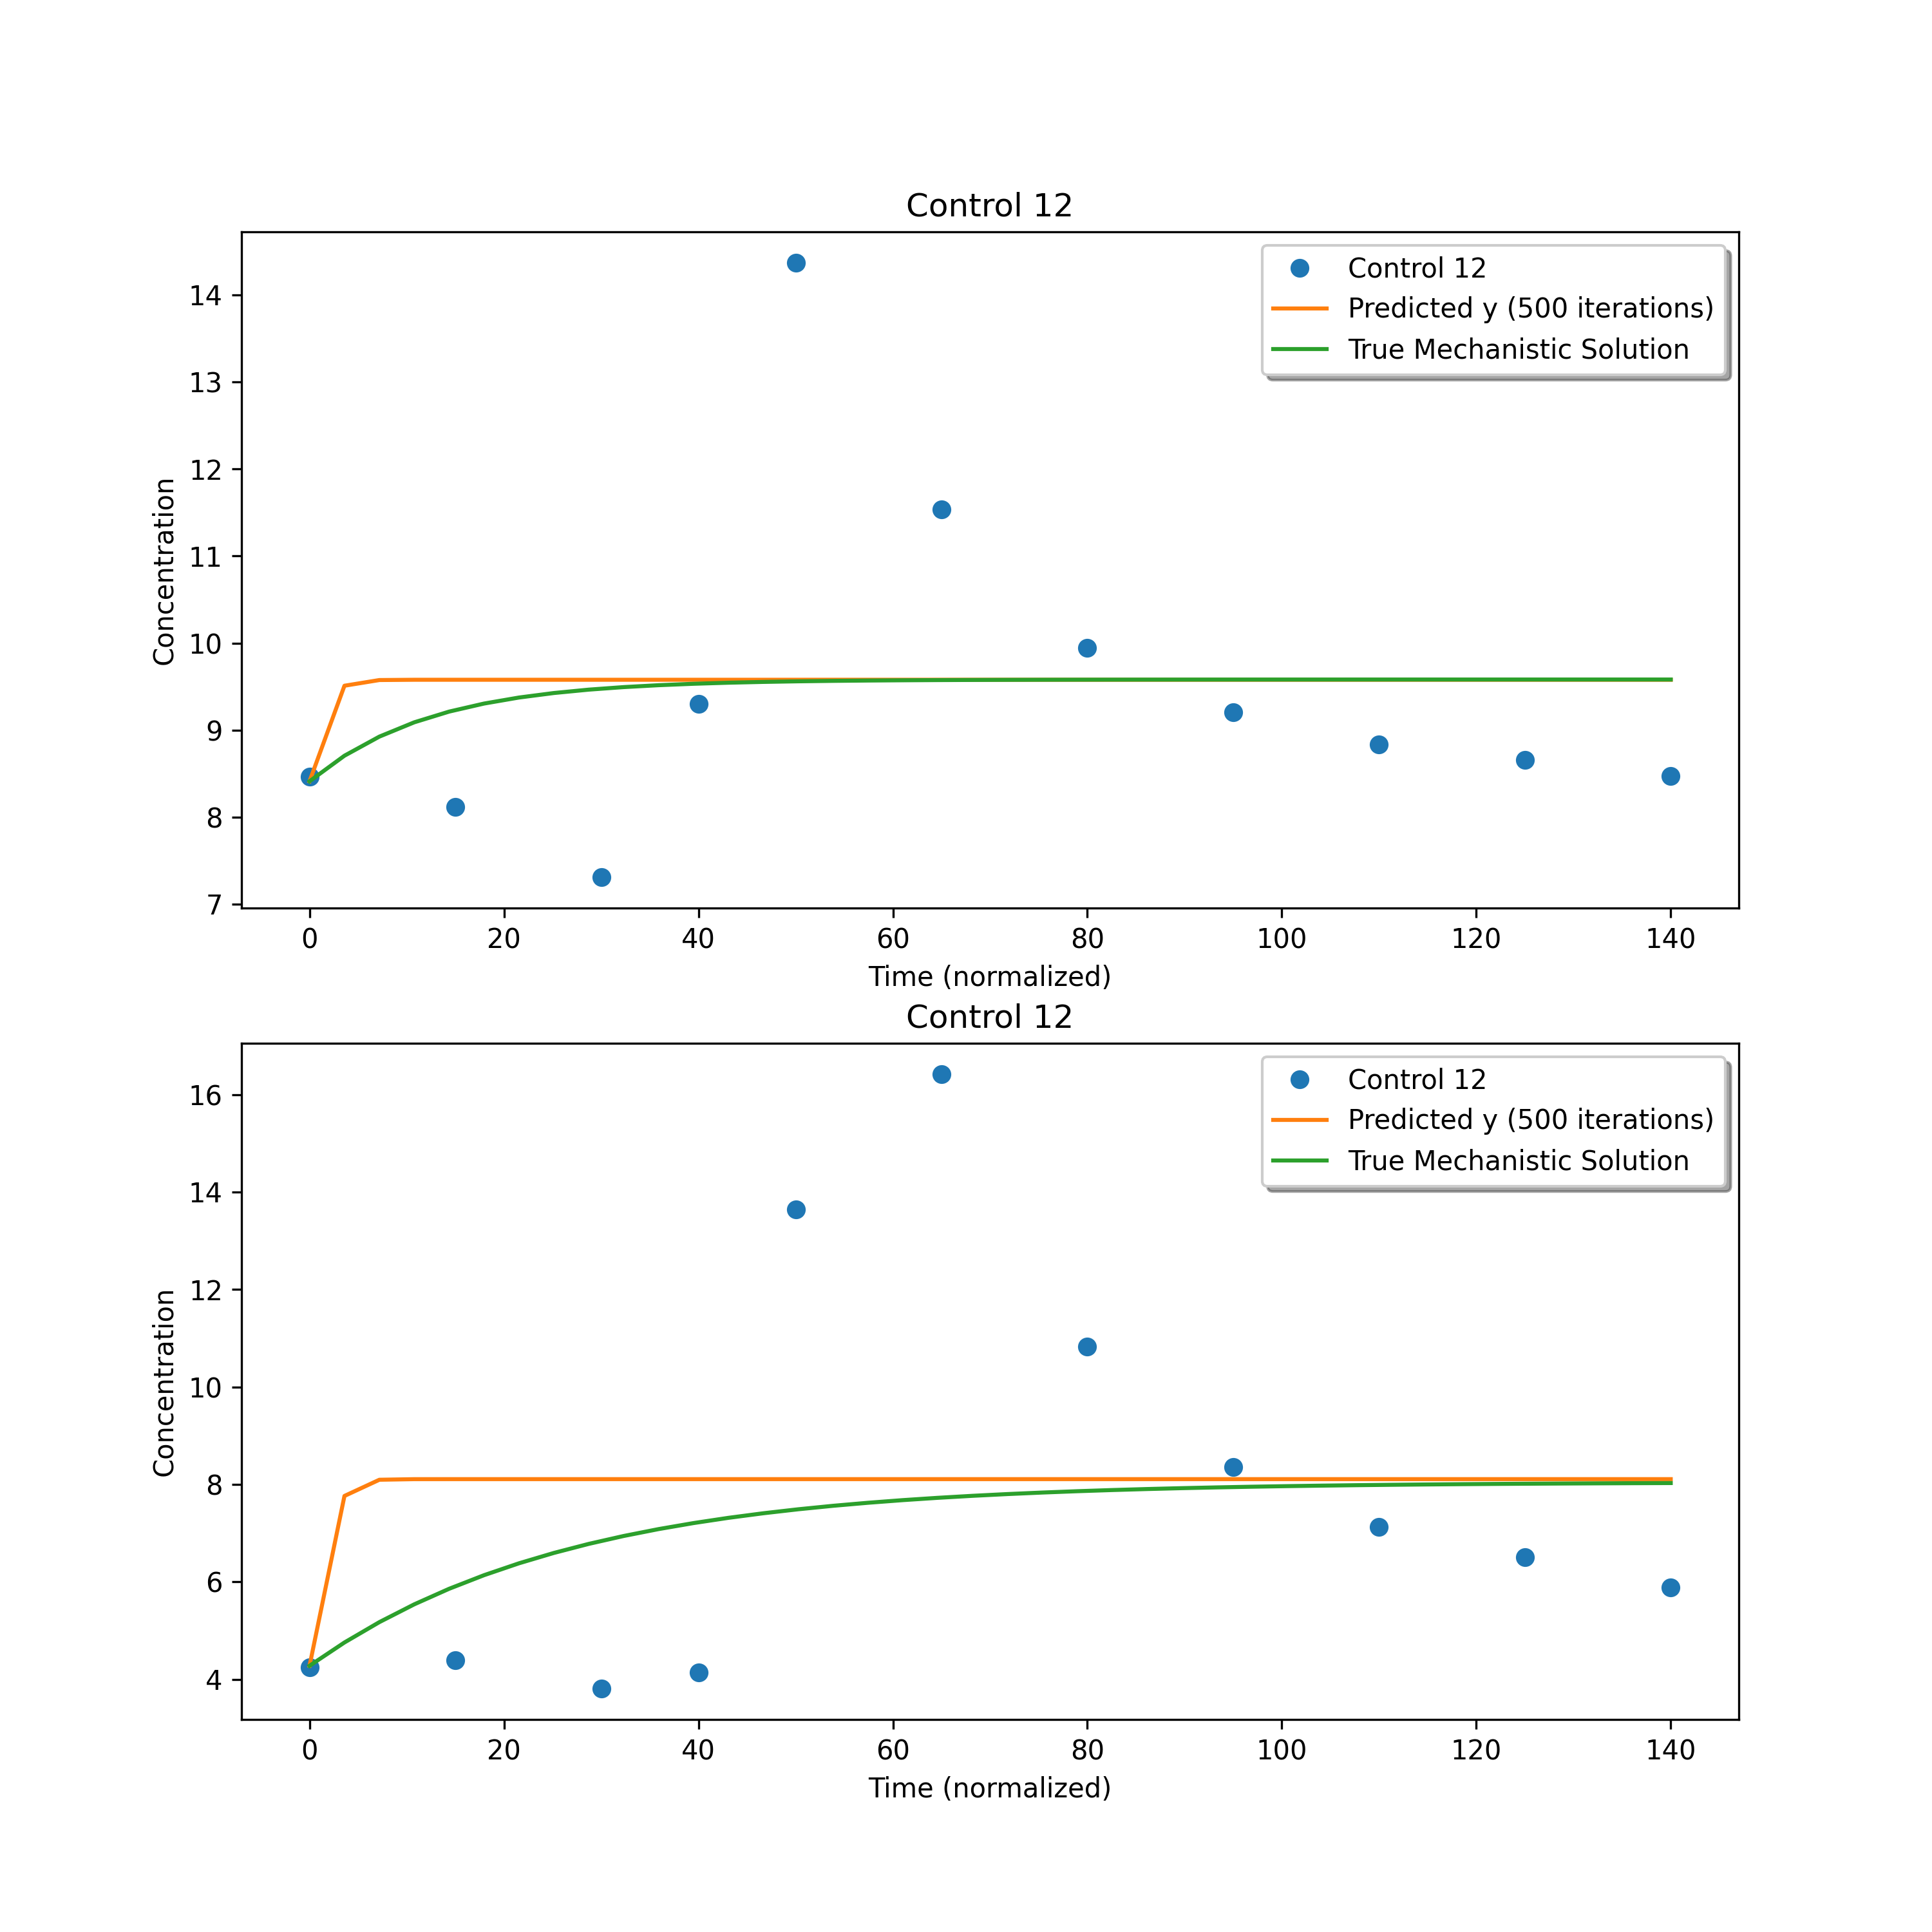 Control 12
Control 12
Predicted y (500 iterations)
True Mechanistic Solution
14
13
12
11
10
9
8
7
Concentration
0 20 40 60 80 100 120 140
Time (normalized)
Control 12
Control 12
Predicted y (500 iterations)
True Mechanistic Solution
16
14
12
10
8
6
4
Concentration
0 20 40 60 80 100 120 140
Time (normalized)